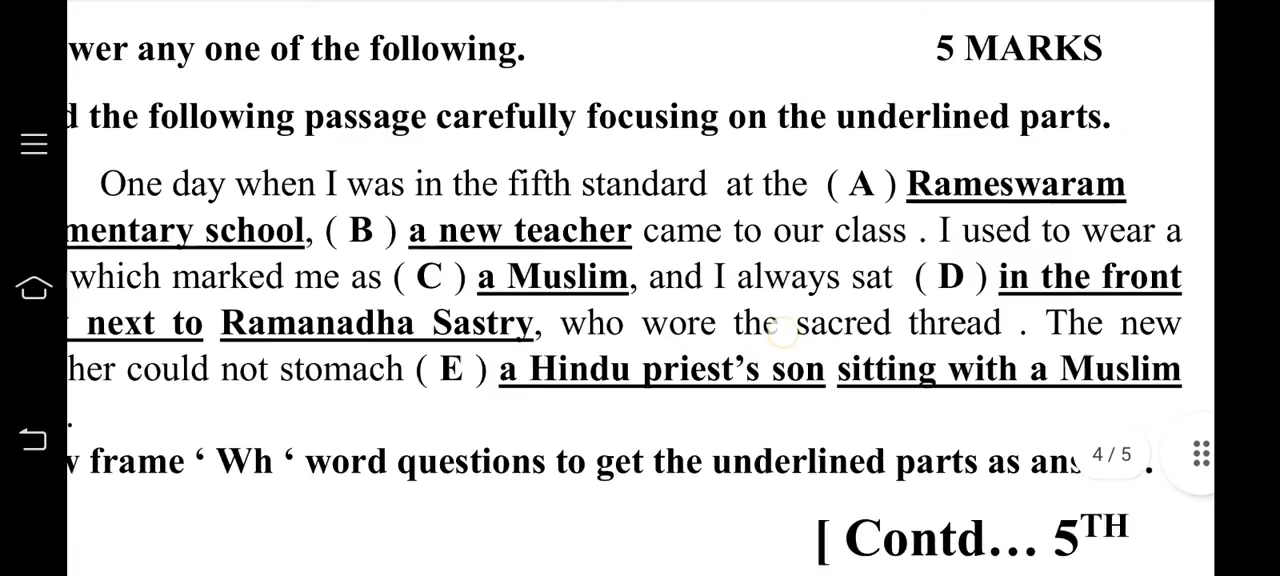 wer any one of the following. 5 MARKS
the following passage carefully focusing on the underlined parts.
One day when I was in the fifth standard at the ( A ) Rameswaram
mentary school, ( B ) a new teacher came to our class . I used to wear a
which marked me as ( C ) a Muslim, and I always sat ( D ) in the front
next to Ramanadha Sastry, who wore the sacred thread . The new
her could not stomach ( E ) a Hindu priest’s son sitting with a Muslim
.
frame ‘ Wh ‘ word questions to get the underlined parts as ans .
4 / 5
[ Contd... 5TH